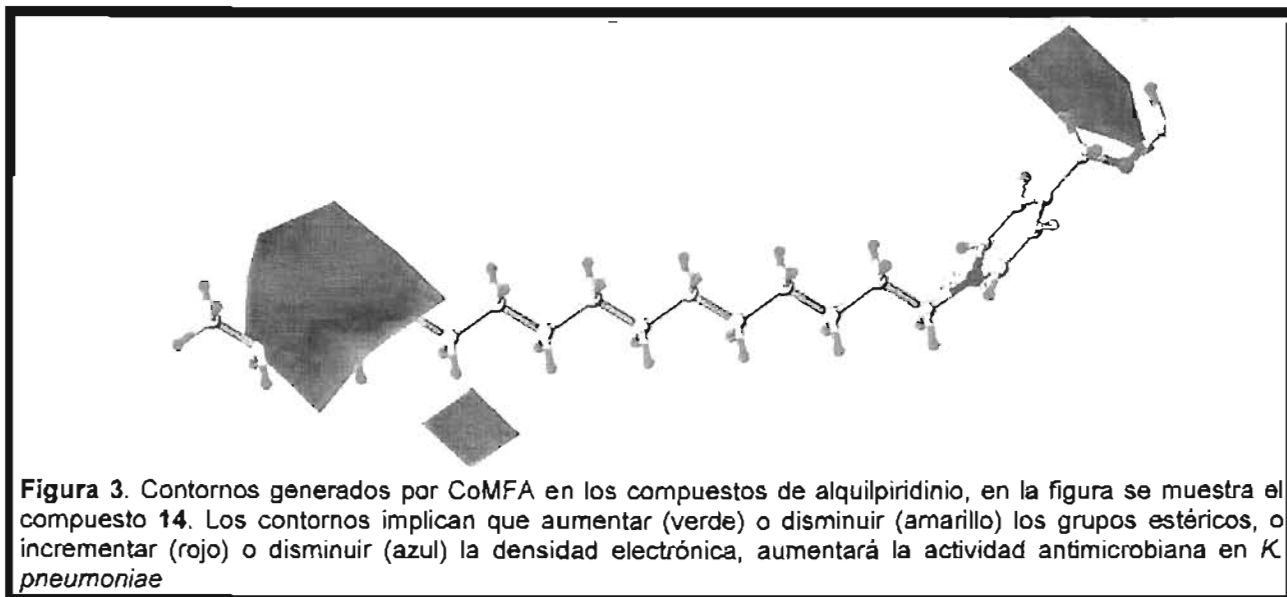 Figura 3. Contornos generados por CoMFA en los compuestos de alquilpiridinio, en la figura se muestra el
compuesto 14. Los contornos implican que aumentar (verde) o disminuir (amarillo) los grupos estéricos, o
incrementar (rojo) o disminuir (azul) la densidad electrónica, aumentará la actividad antimicrobiana en K.
pneumoniae